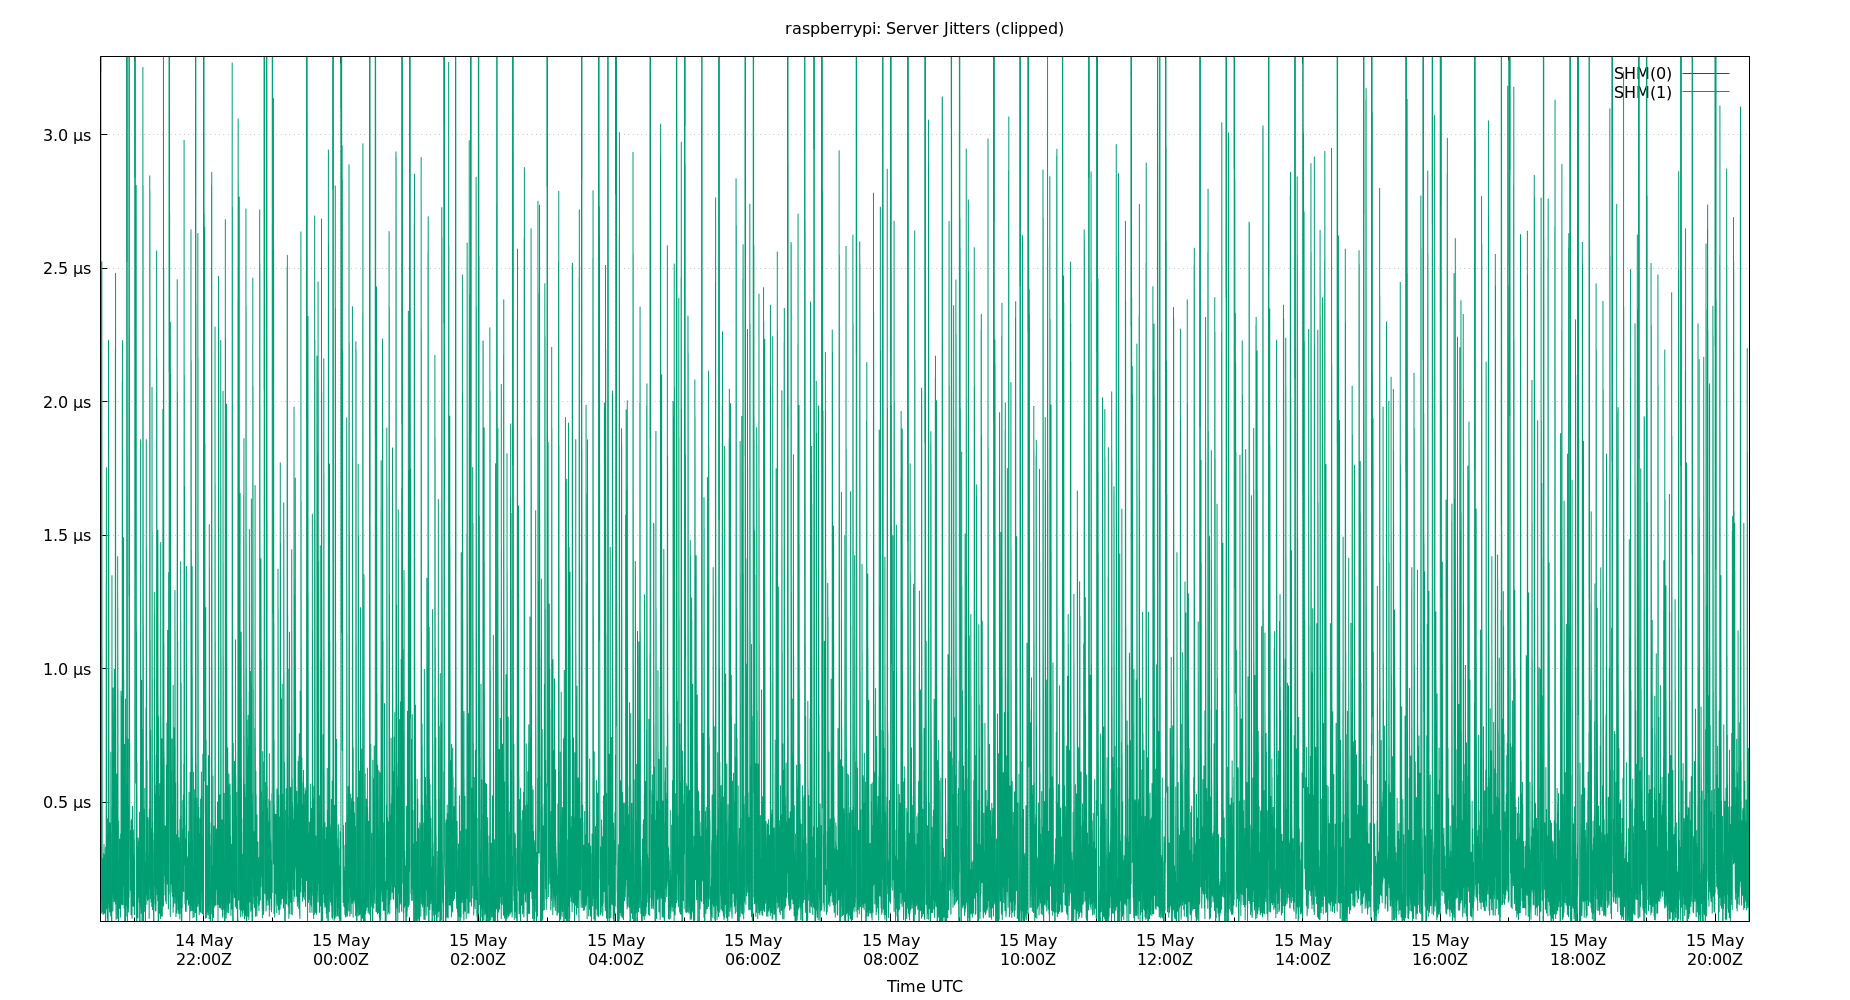 raspberrypi: Server Jitters (clipped)
SHM(0)
SHM(1)
3.0 µs
2.5 µs
2.0 µs
1.5 µs
1.0 µs
0.5 µs
14 May 15 May 15 May 15 May 15 May 15 May 15 May 15 May 15 May 15 May 15 May 15 May
22:00Z 00:00Z 02:00Z 04:00Z 06:00Z 08:00Z 10:00Z 12:00Z 14:00Z 16:00Z 18:00Z 20:00Z
Time UTC